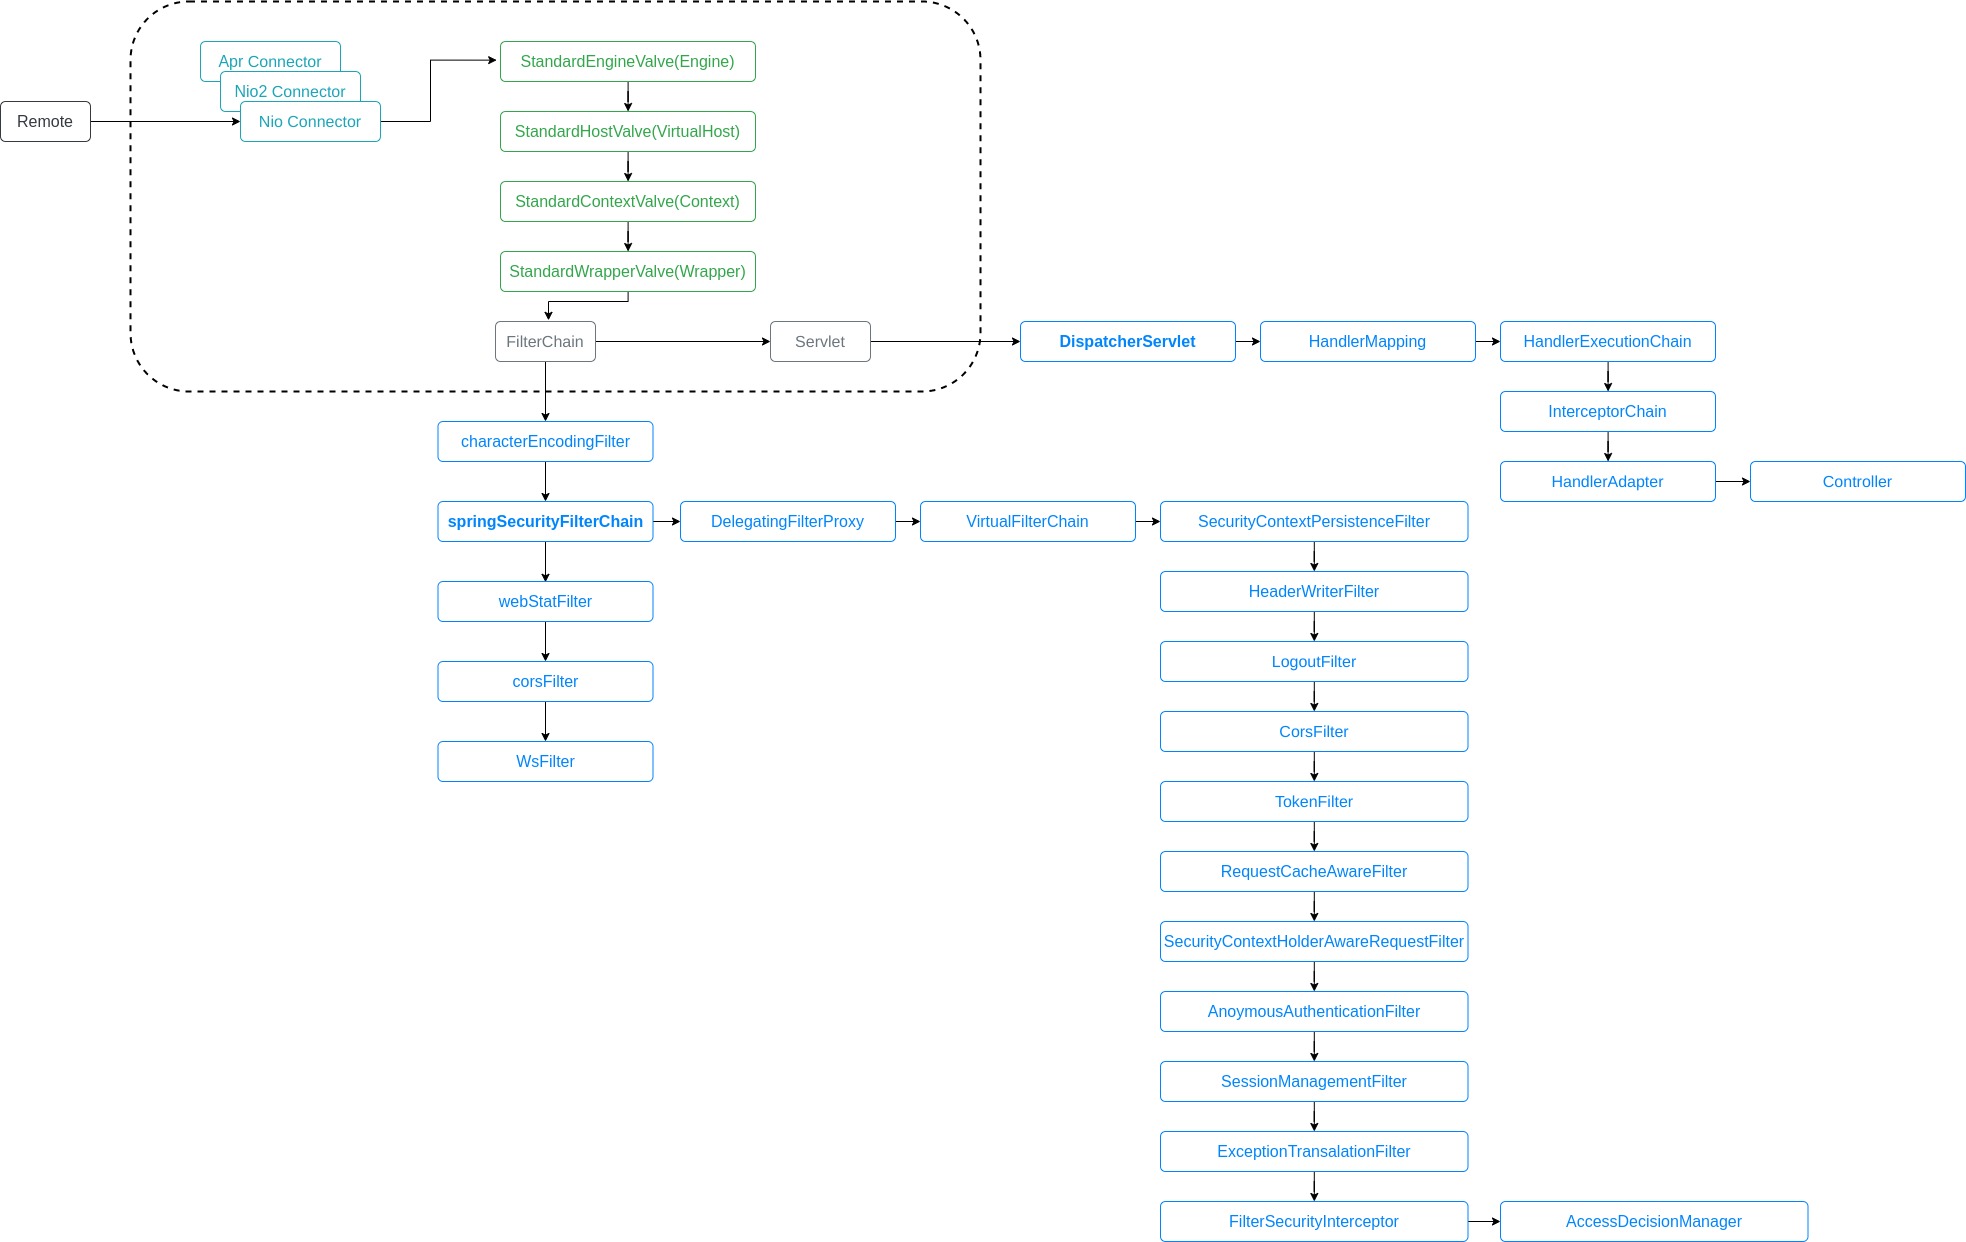 Apr Connector
Nio2 Connector
Nio Connector
Remote
StandardEngineValve(Engine)
StandardHostValve(VirtualHost)
StandardContextValve(Context)
StandardWrapperValve(Wrapper)
FilterChain
Servlet
DispatcherServlet
HandlerMapping
HandlerExecutionChain
InterceptorChain
HandlerAdapter
Controller
characterEncodingFilter
springSecurityFilterChain
DelegatingFilterProxy
VirtualFilterChain
SecurityContextPersistenceFilter
webStatFilter
corsFilter
WsFilter
HeaderWriterFilter
LogoutFilter
CorsFilter
TokenFilter
RequestCacheAwareFilter
SecurityContextHolderAwareRequestFilter
AnoymousAuthenticationFilter
SessionManagementFilter
ExceptionTransalationFilter
FilterSecurityInterceptor
AccessDecisionManager